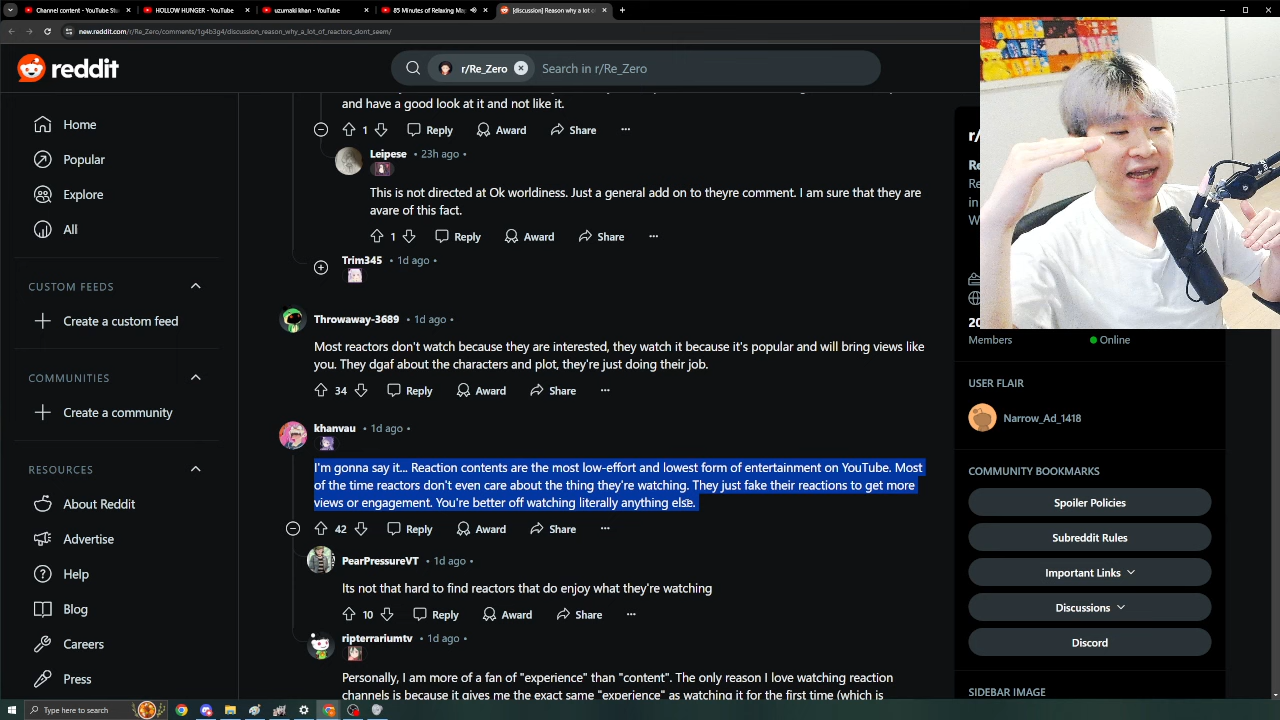 Channel content - YouTube Stu
HOLLOW HUNGER - YouTube
uzumaki khan - YouTube
85 Minutes of Relaxing Mo
[discussion] Reason why a lot o
new.reddit.com/r/Re_Zero/comments/1g4b3g4/discussion_reason_why_a_lot_of_reactors_dont_seem/
reddit
r/Re_Zero
Search in r/Re_Zero
Home
Popular
Explore
All
CUSTOM FEEDS
Create a custom feed
COMMUNITIES
Create a community
RESOURCES
About Reddit
Advertise
Help
Blog
Careers
Press
and have a good look at it and not like it.
1 Reply Award Share
Leipese • 23h ago •
This is not directed at Ok worldiness. Just a general add on to theyre comment. I am sure that they are
avare of this fact.
1 Reply Award Share
Trim345 • 1d ago •
Throwaway-3689 • 1d ago •
Most reactors don't watch because they are interested, they watch it because it's popular and will bring views like
you. They dgaf about the characters and plot, they're just doing their job.
34 Reply Award Share
khanvau • 1d ago •
I'm gonna say it... Reaction contents are the most low-effort and lowest form of entertainment on YouTube. Most
of the time reactors don't even care about the thing they're watching. They just fake their reactions to get more
views or engagement. You're better off watching literally anything else.
42 Reply Award Share
PearPressureVT • 1d ago •
Its not that hard to find reactors that do enjoy what they're watching
10 Reply Award Share
ripterrariumtv • 1d ago •
Personally, I am more of a fan of "experience" than "content". The only reason I love watching reaction
channels is because it gives me the exact same "experience" as watching it for the first time (which is
Members
Online
USER FLAIR
Narrow_Ad_1418
COMMUNITY BOOKMARKS
Spoiler Policies
Subreddit Rules
Important Links
Discussions
Discord
SIDEBAR IMAGE
Type here to search